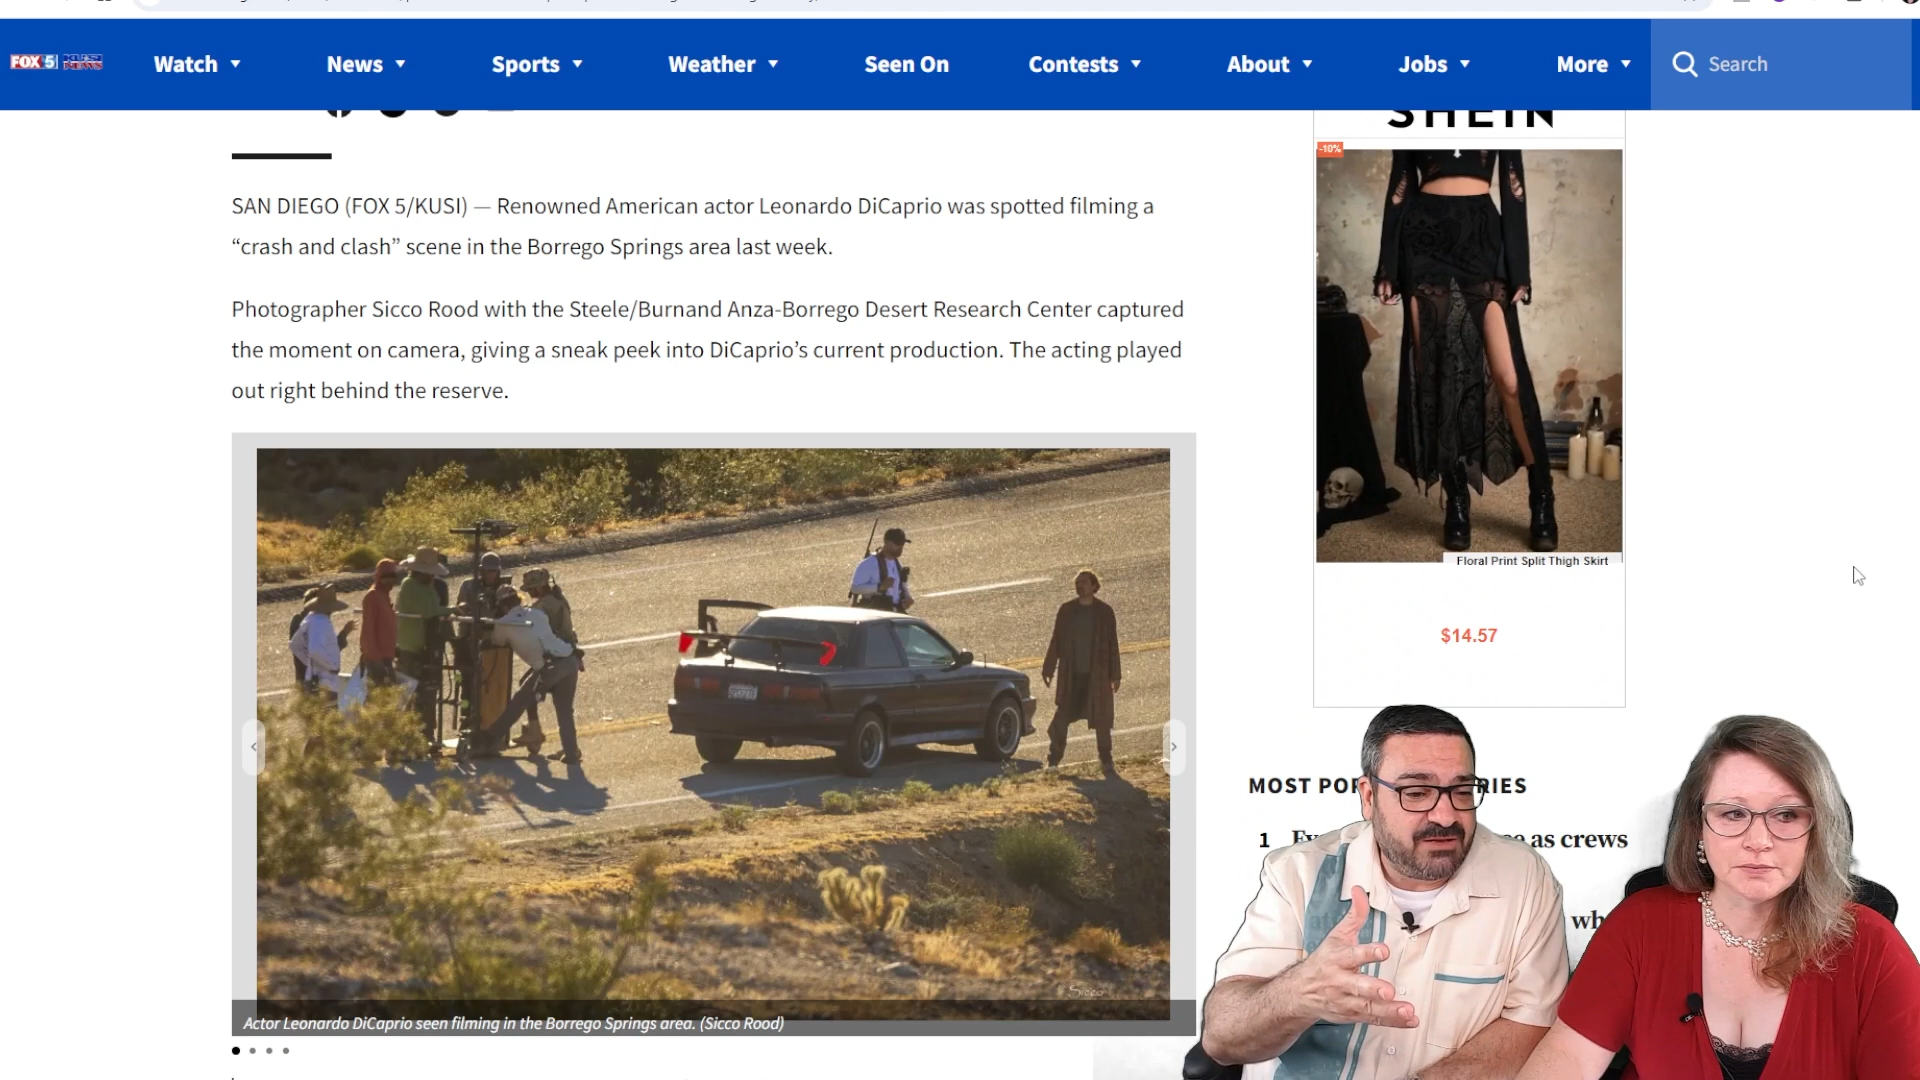 FOX 5 KUSI NEWS
Watch
News
Sports
Weather
Seen On
Contests
About
Jobs
More
Search
SHEIN
-10%
SAN DIEGO (FOX 5/KUSI) — Renowned American actor Leonardo DiCaprio was spotted filming a
“crash and clash” scene in the Borrego Springs area last week.
Photographer Sicco Rood with the Steele/Burnand Anza-Borrego Desert Research Center captured
the moment on camera, giving a sneak peek into DiCaprio’s current production. The acting played
out right behind the reserve.
Floral Print Split Thigh Skirt
$14.57
MOST POP RIES
1 as crews
Sicco
Actor Leonardo DiCaprio seen filming in the Borrego Springs area. (Sicco Rood)